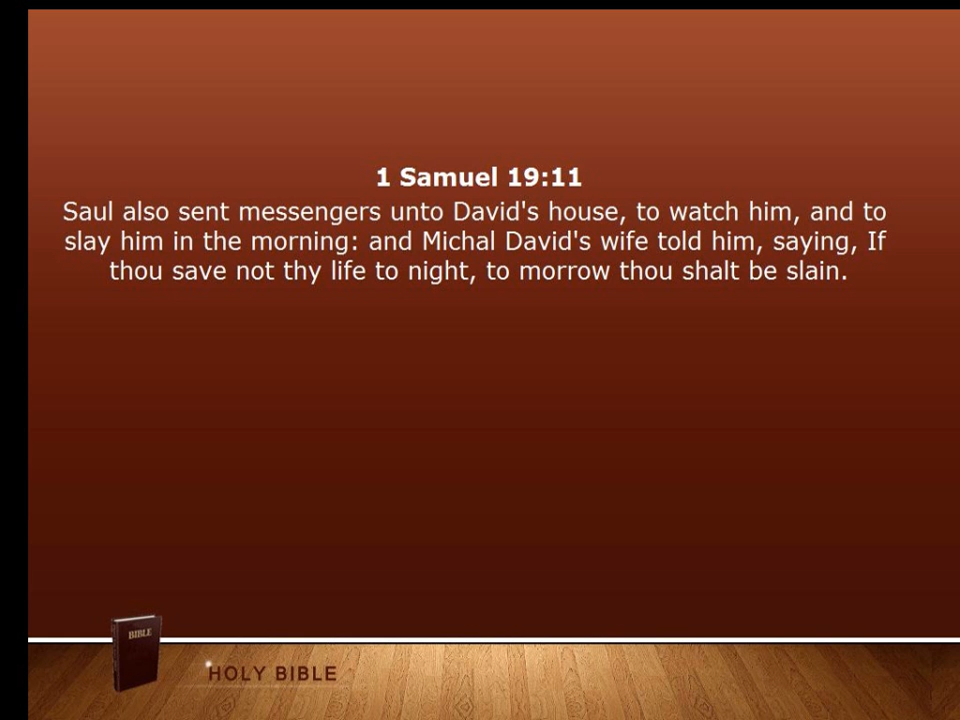 1 Samuel 19:11
Saul also sent messengers unto David's house, to watch him, and to
slay him in the morning: and Michal David's wife told him, saying, If
thou save not thy life to night, to morrow thou shalt be slain.
BIBLE
HOLY BIBLE